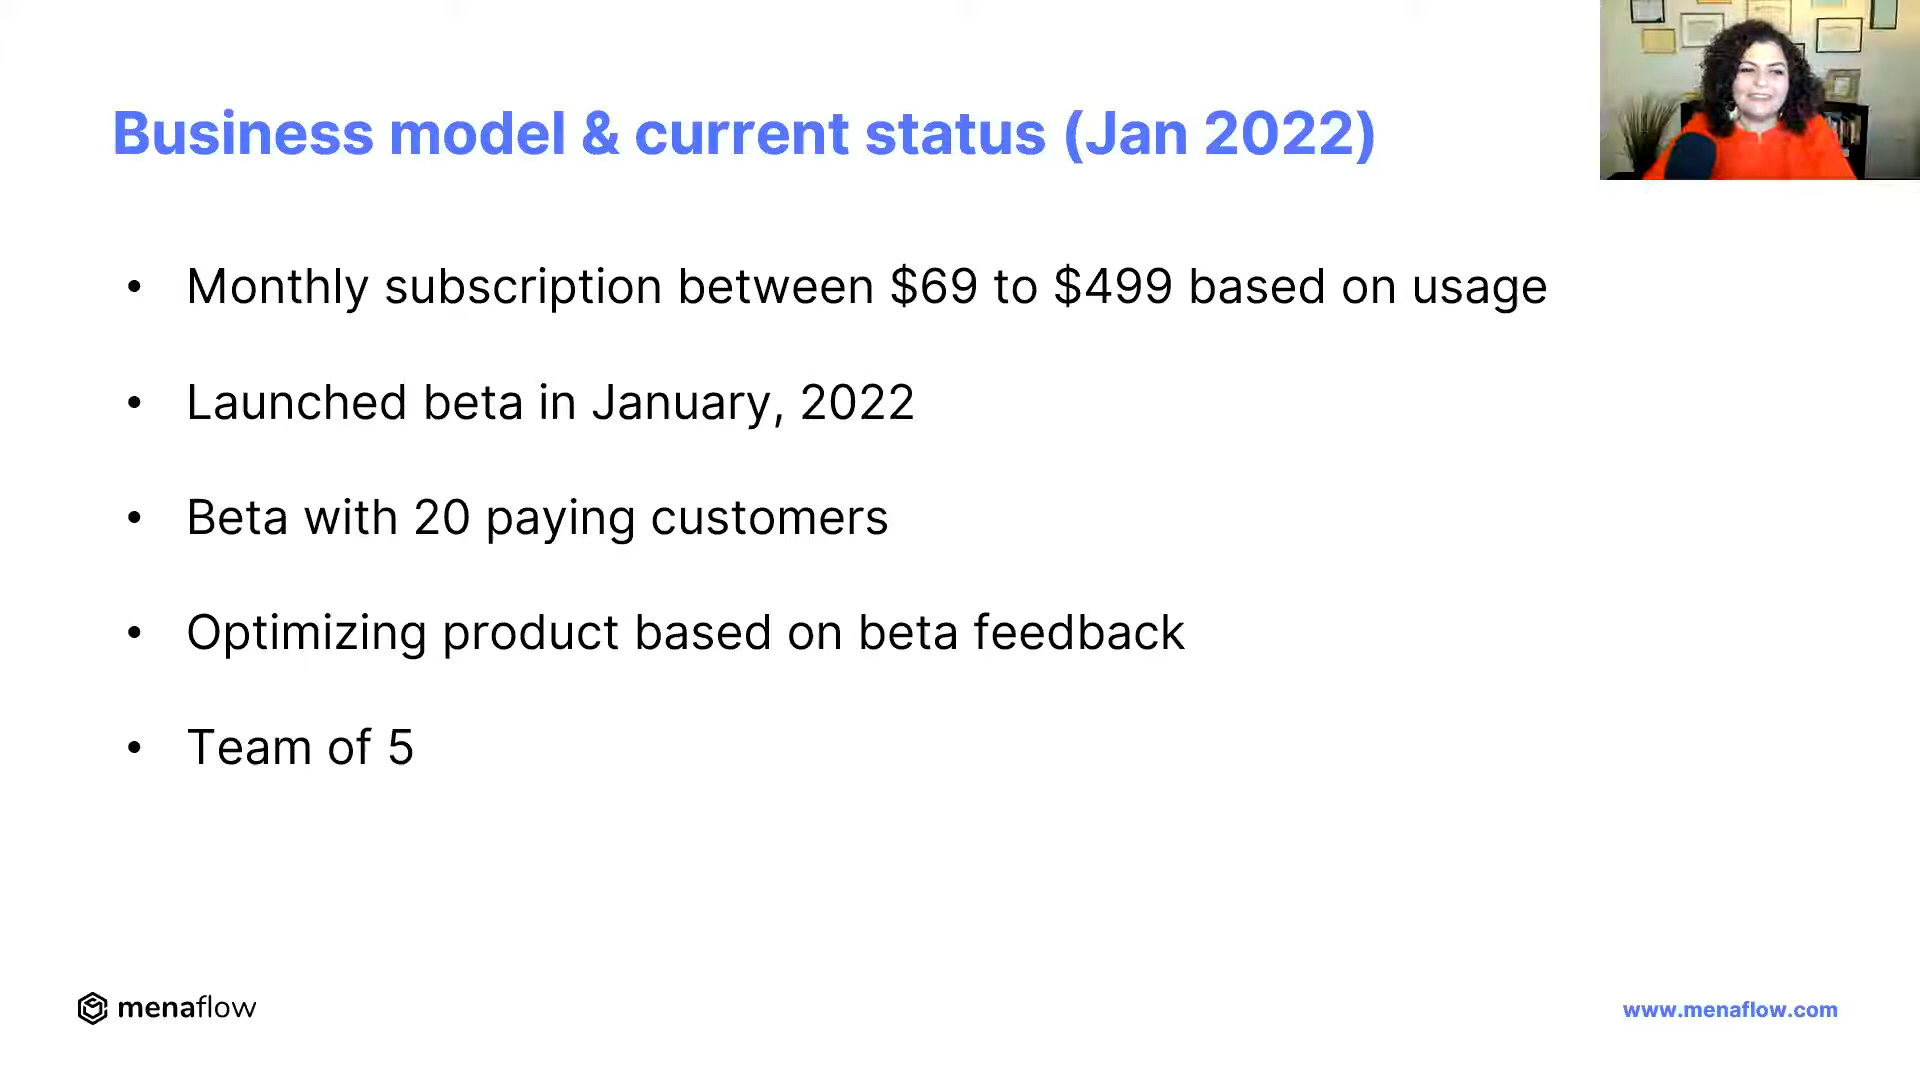 Business model & current status (Jan 2022)
• Monthly subscription between $69 to $499 based on usage
• Launched beta in January, 2022
• Beta with 20 paying customers
• Optimizing product based on beta feedback
• Team of 5
menaflow
www.menaflow.com